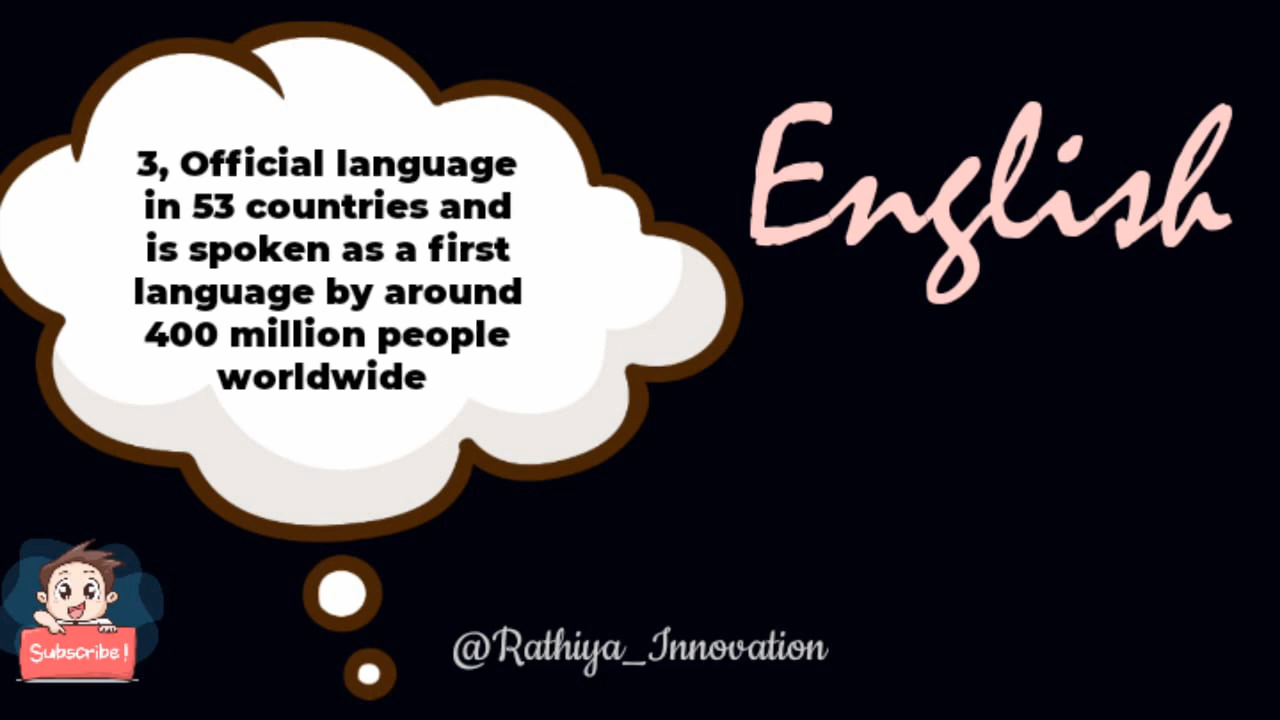 3, Official language
in 53 countries and
is spoken as a first
language by around
400 million people
worldwide
English
Subscribe!
@Rathiya_Innovation